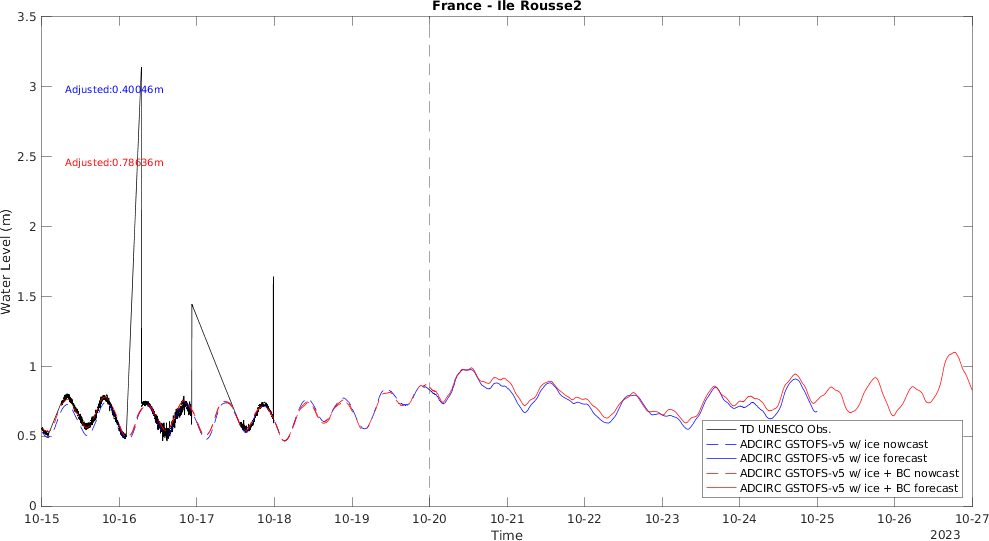 France - Ile Rousse2
3.5
3
2.5
2
1.5
1
0.5
0
Water Level (m)
Adjusted:0.40046m
Adjusted:0.78636m
TD UNESCO Obs.
ADCIRC GSTOFS-v5 w/ ice nowcast
ADCIRC GSTOFS-v5 w/ ice forecast
ADCIRC GSTOFS-v5 w/ ice + BC nowcast
ADCIRC GSTOFS-v5 w/ ice + BC forecast
10-15 10-16 10-17 10-18 10-19 10-20 10-21 10-22 10-23 10-24 10-25 10-26 10-27
Time
2023